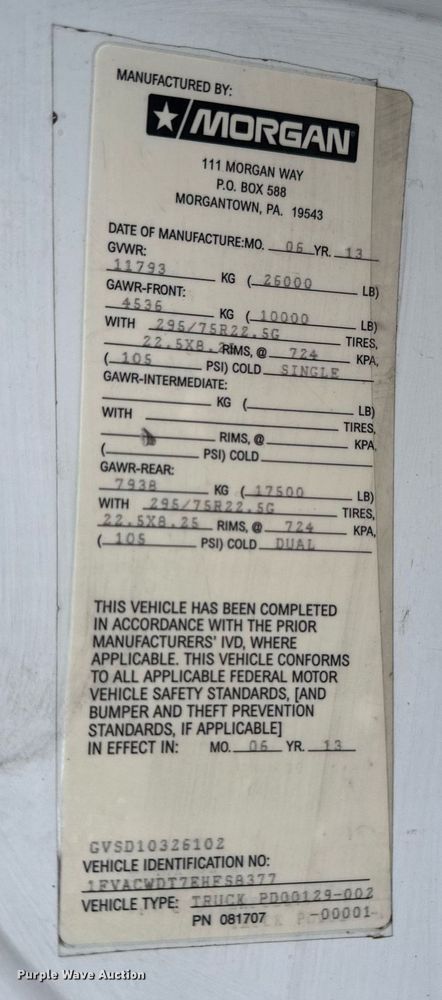 MANUFACTURED BY:
MORGAN
111 MORGAN WAY
P.O. BOX 588
MORGANTOWN, PA. 19543
DATE OF MANUFACTURE: MO. 06 YR. 13
GVWR:
11793 KG ( 26000 LB)
GAWR-FRONT:
4536 KG ( 10000 LB)
WITH 295/75R22.5G TIRES,
22.5X8.25 RIMS, @ 724 KPA,
( 105 PSI) COLD SINGLE
GAWR-INTERMEDIATE:
KG ( LB)
WITH TIRES,
RIMS, @ KPA,
( PSI) COLD
GAWR-REAR:
7938 KG ( 17500 LB)
WITH 295/75R22.5G TIRES,
22.5X8.25 RIMS, @ 724 KPA,
( 105 PSI) COLD DUAL
THIS VEHICLE HAS BEEN COMPLETED
IN ACCORDANCE WITH THE PRIOR
MANUFACTURERS' IVD, WHERE
APPLICABLE. THIS VEHICLE CONFORMS
TO ALL APPLICABLE FEDERAL MOTOR
VEHICLE SAFETY STANDARDS, [AND
BUMPER AND THEFT PREVENTION
STANDARDS, IF APPLICABLE]
IN EFFECT IN: MO. 06 YR. 13
GVSD10326102
VEHICLE IDENTIFICATION NO:
1FVACWDT7EHFS8377
VEHICLE TYPE: TRUCK PD00129-002
PN 081707 -00001-
Purple Wave Auction